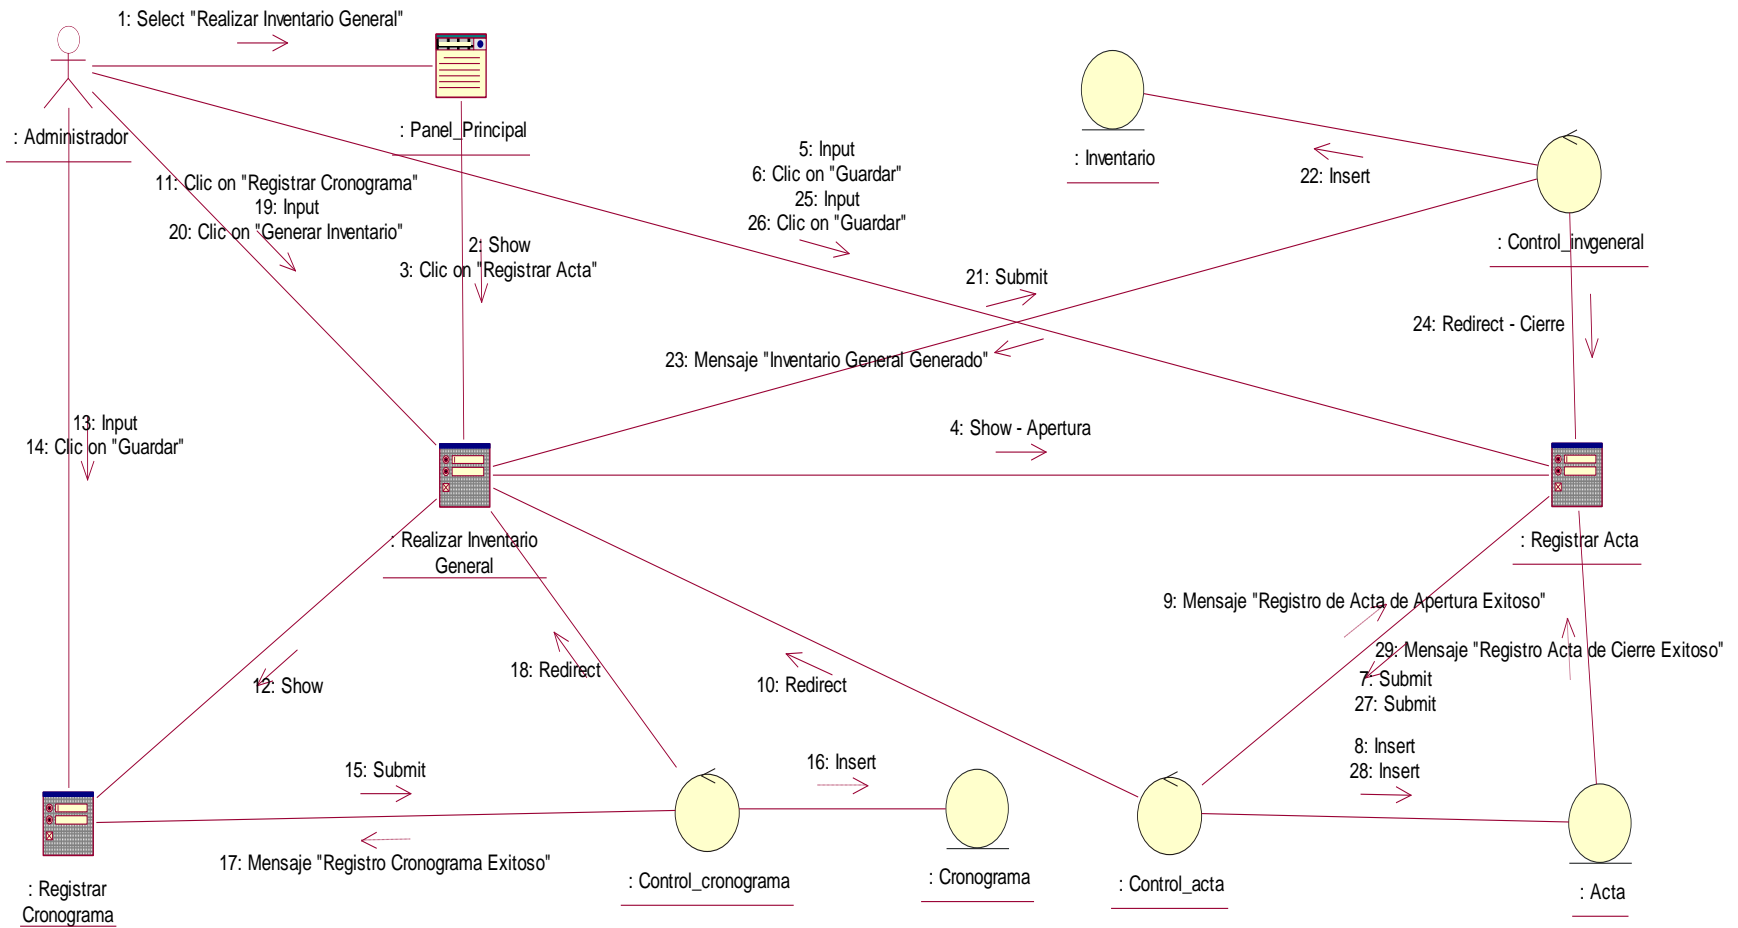 1: Select "Realizar Inventario General"
: Administrador
: Panel_Principal
: Inventario
5: Input
6: Clic on "Guardar"
25: Input
26: Clic on "Guardar"
22: Insert
11: Clic on "Registrar Cronograma"
19: Input
20: Clic on "Generar Inventario"
: Control_invgeneral
2: Show
3: Clic on "Registrar Acta"
21: Submit
24: Redirect - Cierre
23: Mensaje "Inventario General Generado"
13: Input
14: Clic on "Guardar"
4: Show - Apertura
: Realizar Inventario
General
: Registrar Acta
9: Mensaje "Registro de Acta de Apertura Exitoso"
29: Mensaje "Registro Acta de Cierre Exitoso"
7: Submit
27: Submit
12: Show
18: Redirect
10: Redirect
8: Insert
28: Insert
15: Submit
16: Insert
17: Mensaje "Registro Cronograma Exitoso"
: Registrar
Cronograma
: Control_cronograma
: Cronograma
: Control_acta
: Acta